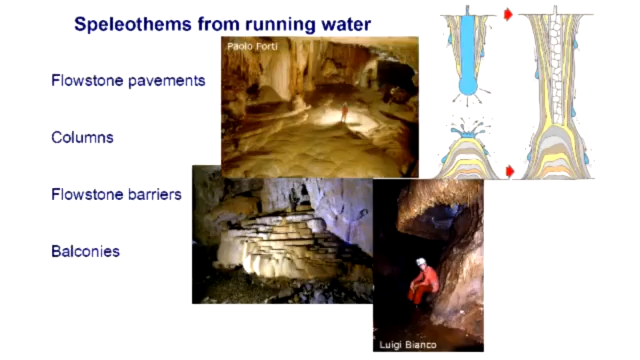 Speleothems from running water
Paolo Forti
Flowstone pavements
Columns
Flowstone barriers
Balconies
Luigi Bianco